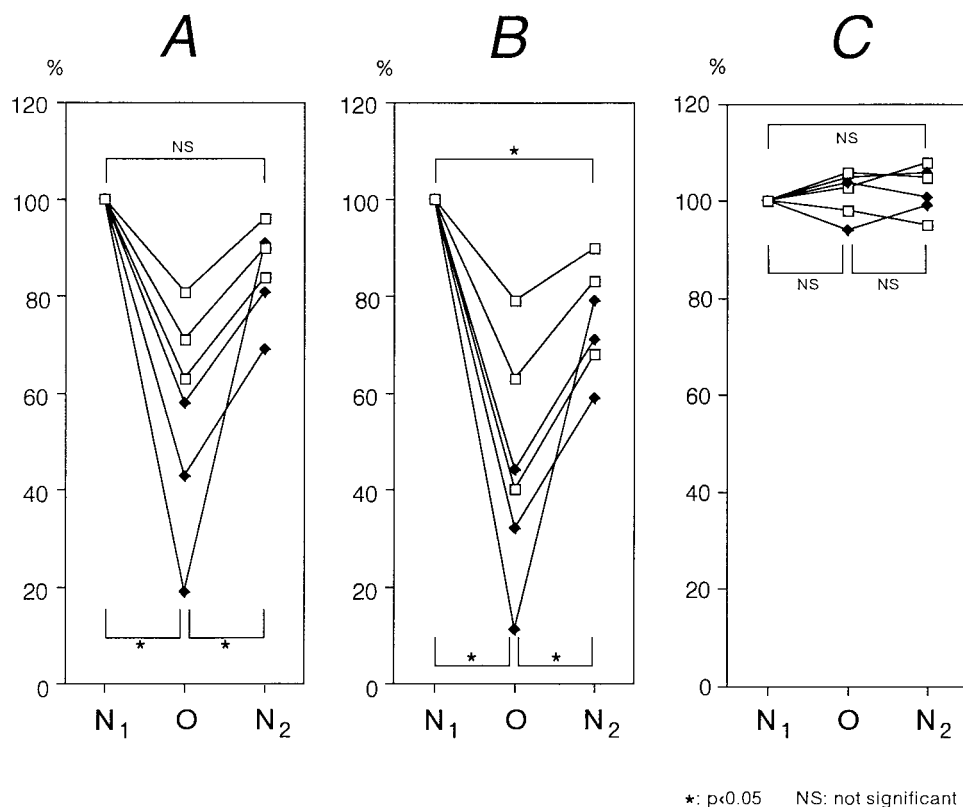 A B C
% % %
120 120 120
NS * NS
100 100 100
80 80 80
NS NS
60 60 60
40 40 40
20 20 20
* * * *
0 0 0
N₁ O N₂ N₁ O N₂ N₁ O N₂
*: p<0.05 NS: not significant